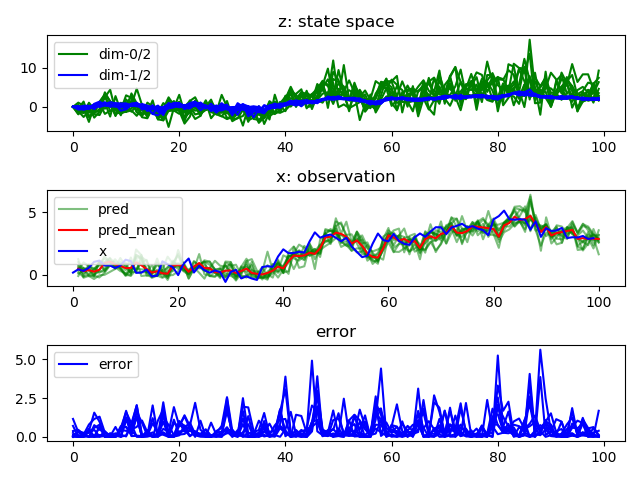 z: state space
dim-0/2
dim-1/2
10
0
0 20 40 60 80 100
x: observation
pred
pred_mean
x
5
0
0 20 40 60 80 100
error
error
5.0
2.5
0.0
0 20 40 60 80 100